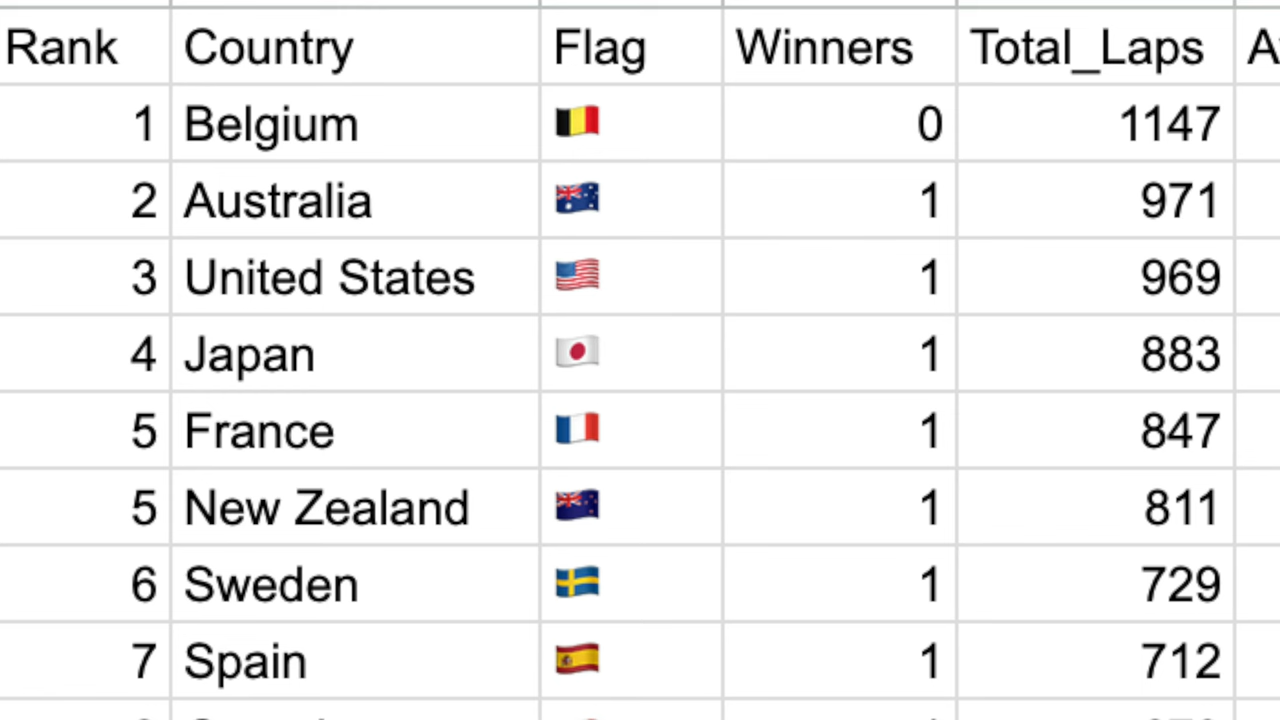 Rank Country Flag Winners Total_Laps
1 Belgium 0 1147
2 Australia 1 971
3 United States 1 969
4 Japan 1 883
5 France 1 847
5 New Zealand 1 811
6 Sweden 1 729
7 Spain 1 712